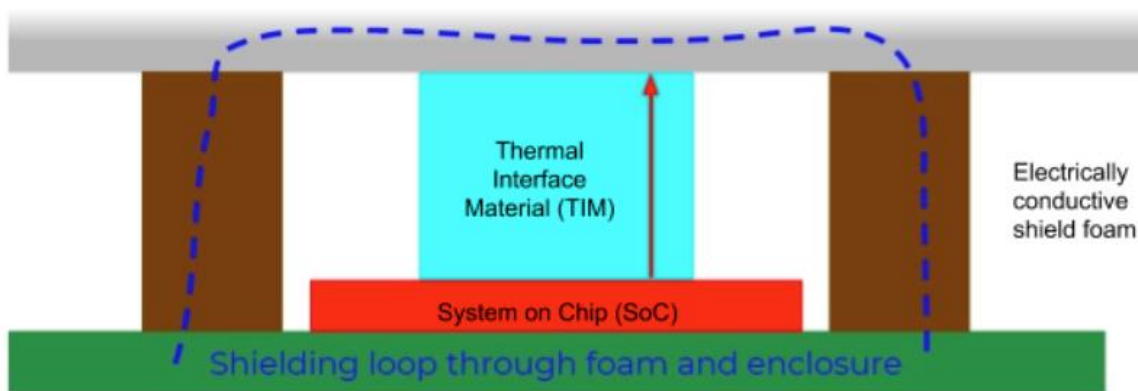 Thermal
Interface
Material (TIM)
Electrically
conductive
shield foam
System on Chip (SoC)
Shielding loop through foam and enclosure